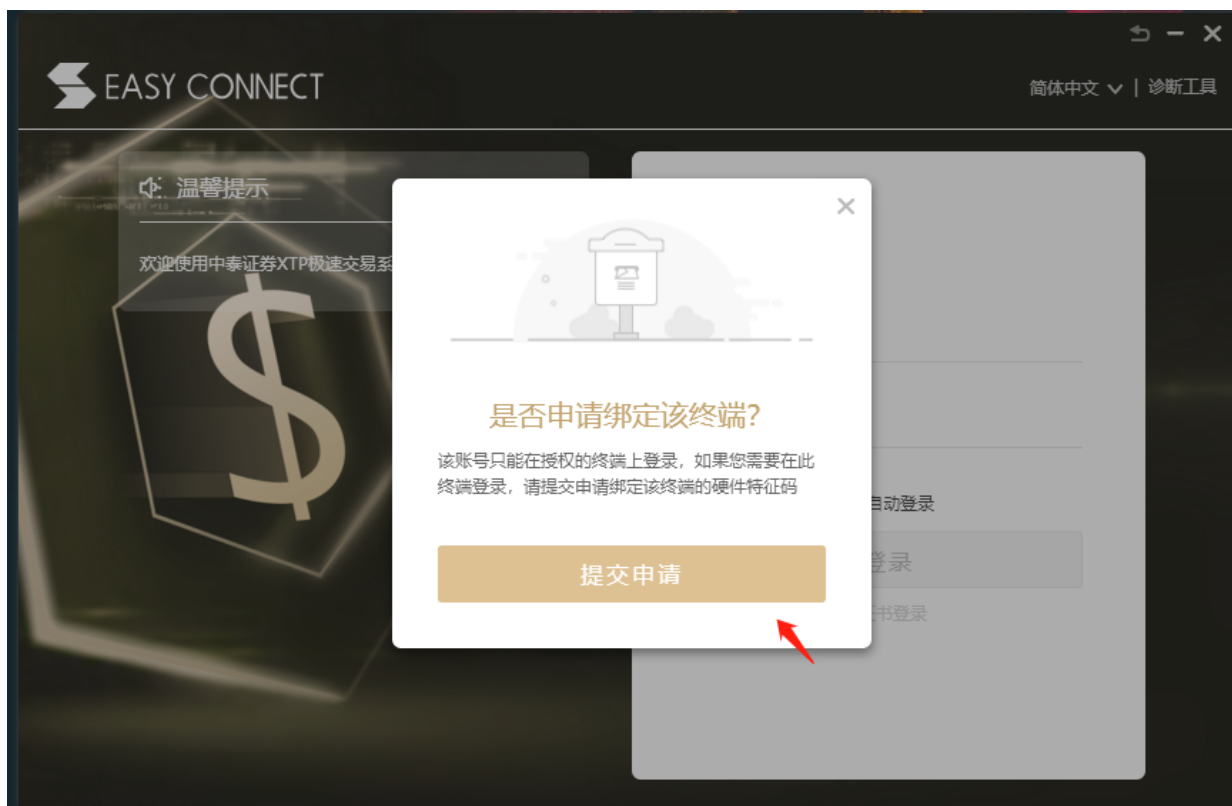 EASY CONNECT
简体中文 | 诊断工具
温馨提示
欢迎使用中泰证券XTP极速交易系
是否申请绑定该终端?
该账号只能在授权的终端上登录，如果您需要在此
终端登录，请提交申请绑定该终端的硬件特征码
自动登录
提交申请
登录
书登录